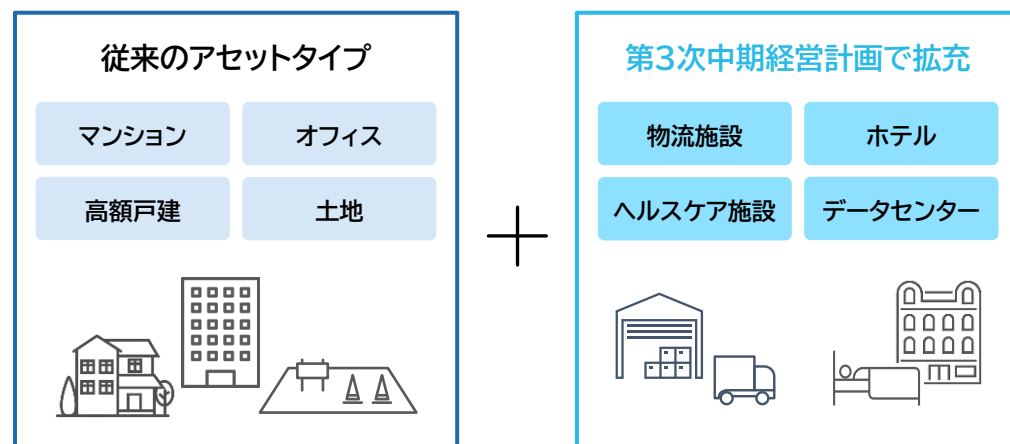 従来のアセットタイプ
マンション
オフィス
高額戸建
土地
＋
第3次中期経営計画で拡充
物流施設
ホテル
ヘルスケア施設
データセンター